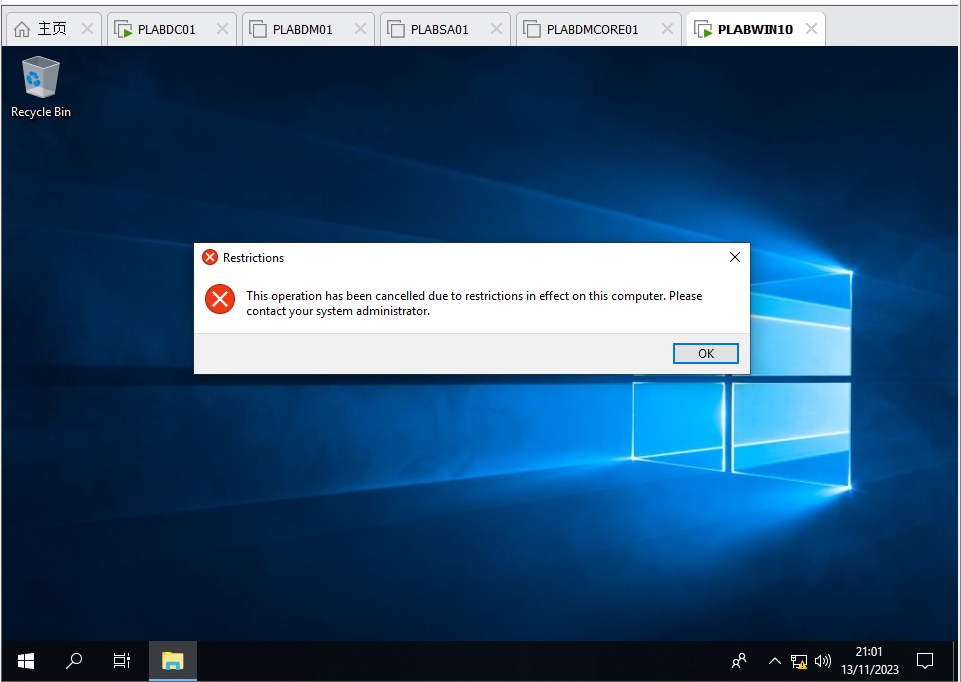 主页
PLABDC01
PLABDM01
PLABSA01
PLABDMCORE01
PLABWIN10
Recycle Bin
Restrictions
This operation has been cancelled due to restrictions in effect on this computer. Please
contact your system administrator.
OK
21:01
13/11/2023